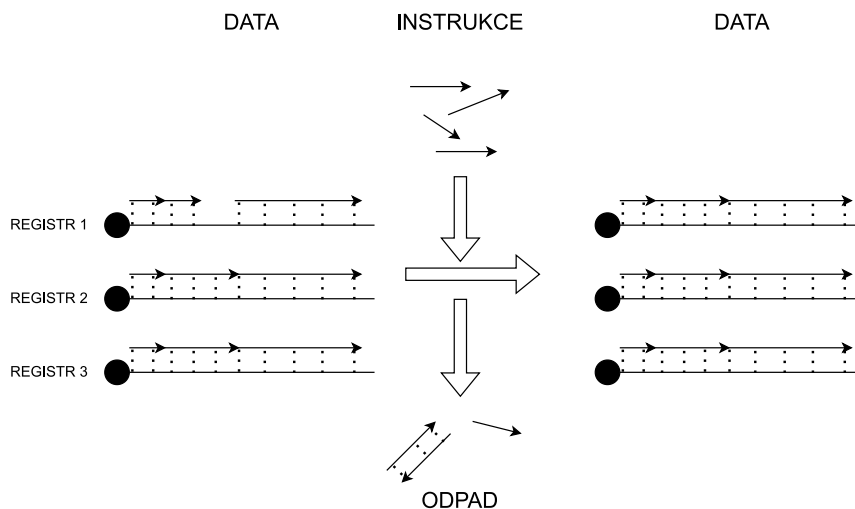 DATA
INSTRUKCE
DATA
REGISTR 1
REGISTR 2
REGISTR 3
ODPAD